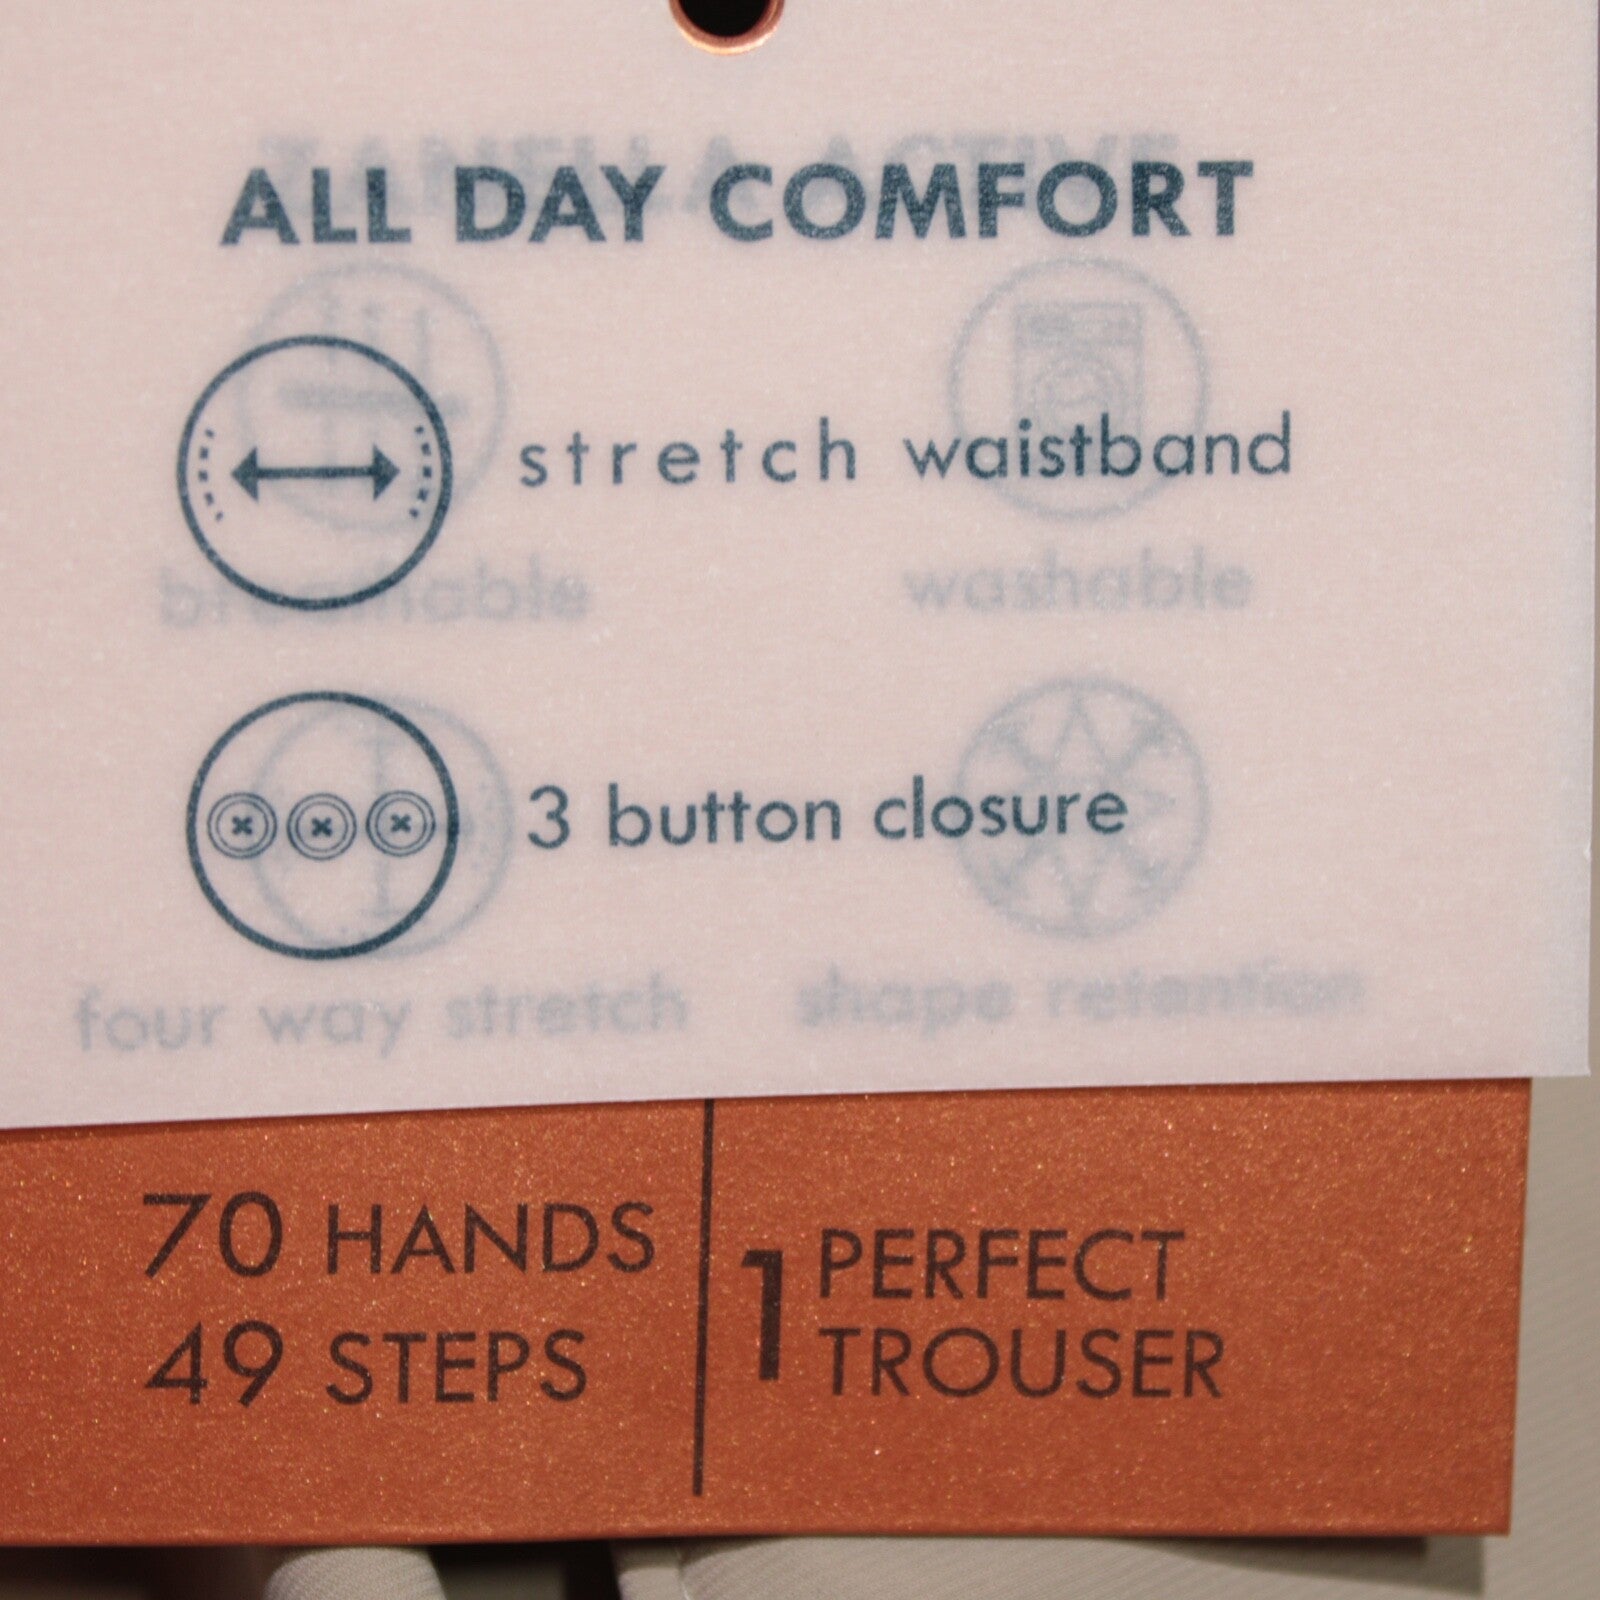 ALL DAY COMFORT
stretch waistband
breathable
washable
3 button closure
four way stretch
shape retention
70 HANDS
49 STEPS
1 PERFECT
TROUSER